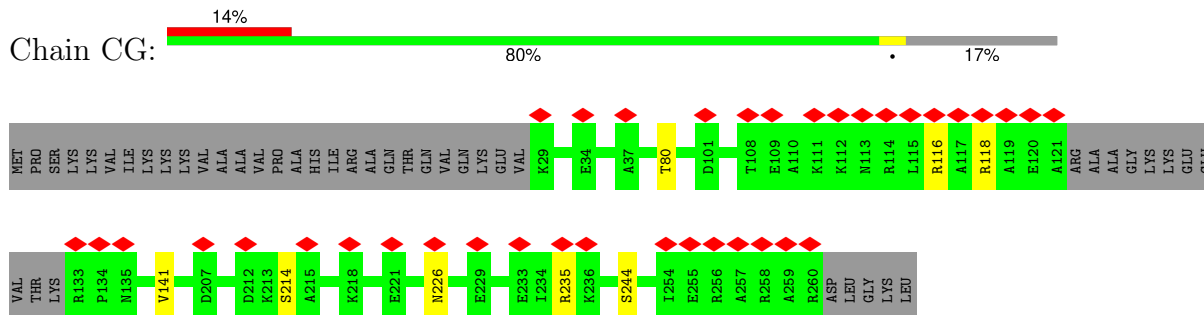 14%
Chain CG:
80% • 17%
MET PRO SER LYS LYS VAL ILE LYS LYS LYS VAL ALA ALA VAL PRO ALA HIS ILE ARG ALA GLN THR GLN VAL GLN LYS GLU VAL K29 E34 A37 T80 D101 T108 E109 A110 K111 K112 N113 R114 L115 R116 A117 R118 A119 E120 A121 ARG ALA ALA GLY LYS LYS GLU
VAL THR LYS R133 P134 N135 V141 D207 D212 K213 S214 A215 K218 E221 N226 E229 E233 I234 R235 K236 S244 I254 E255 R256 A257 R258 A259 R260 ASP LEU GLY LYS LEU